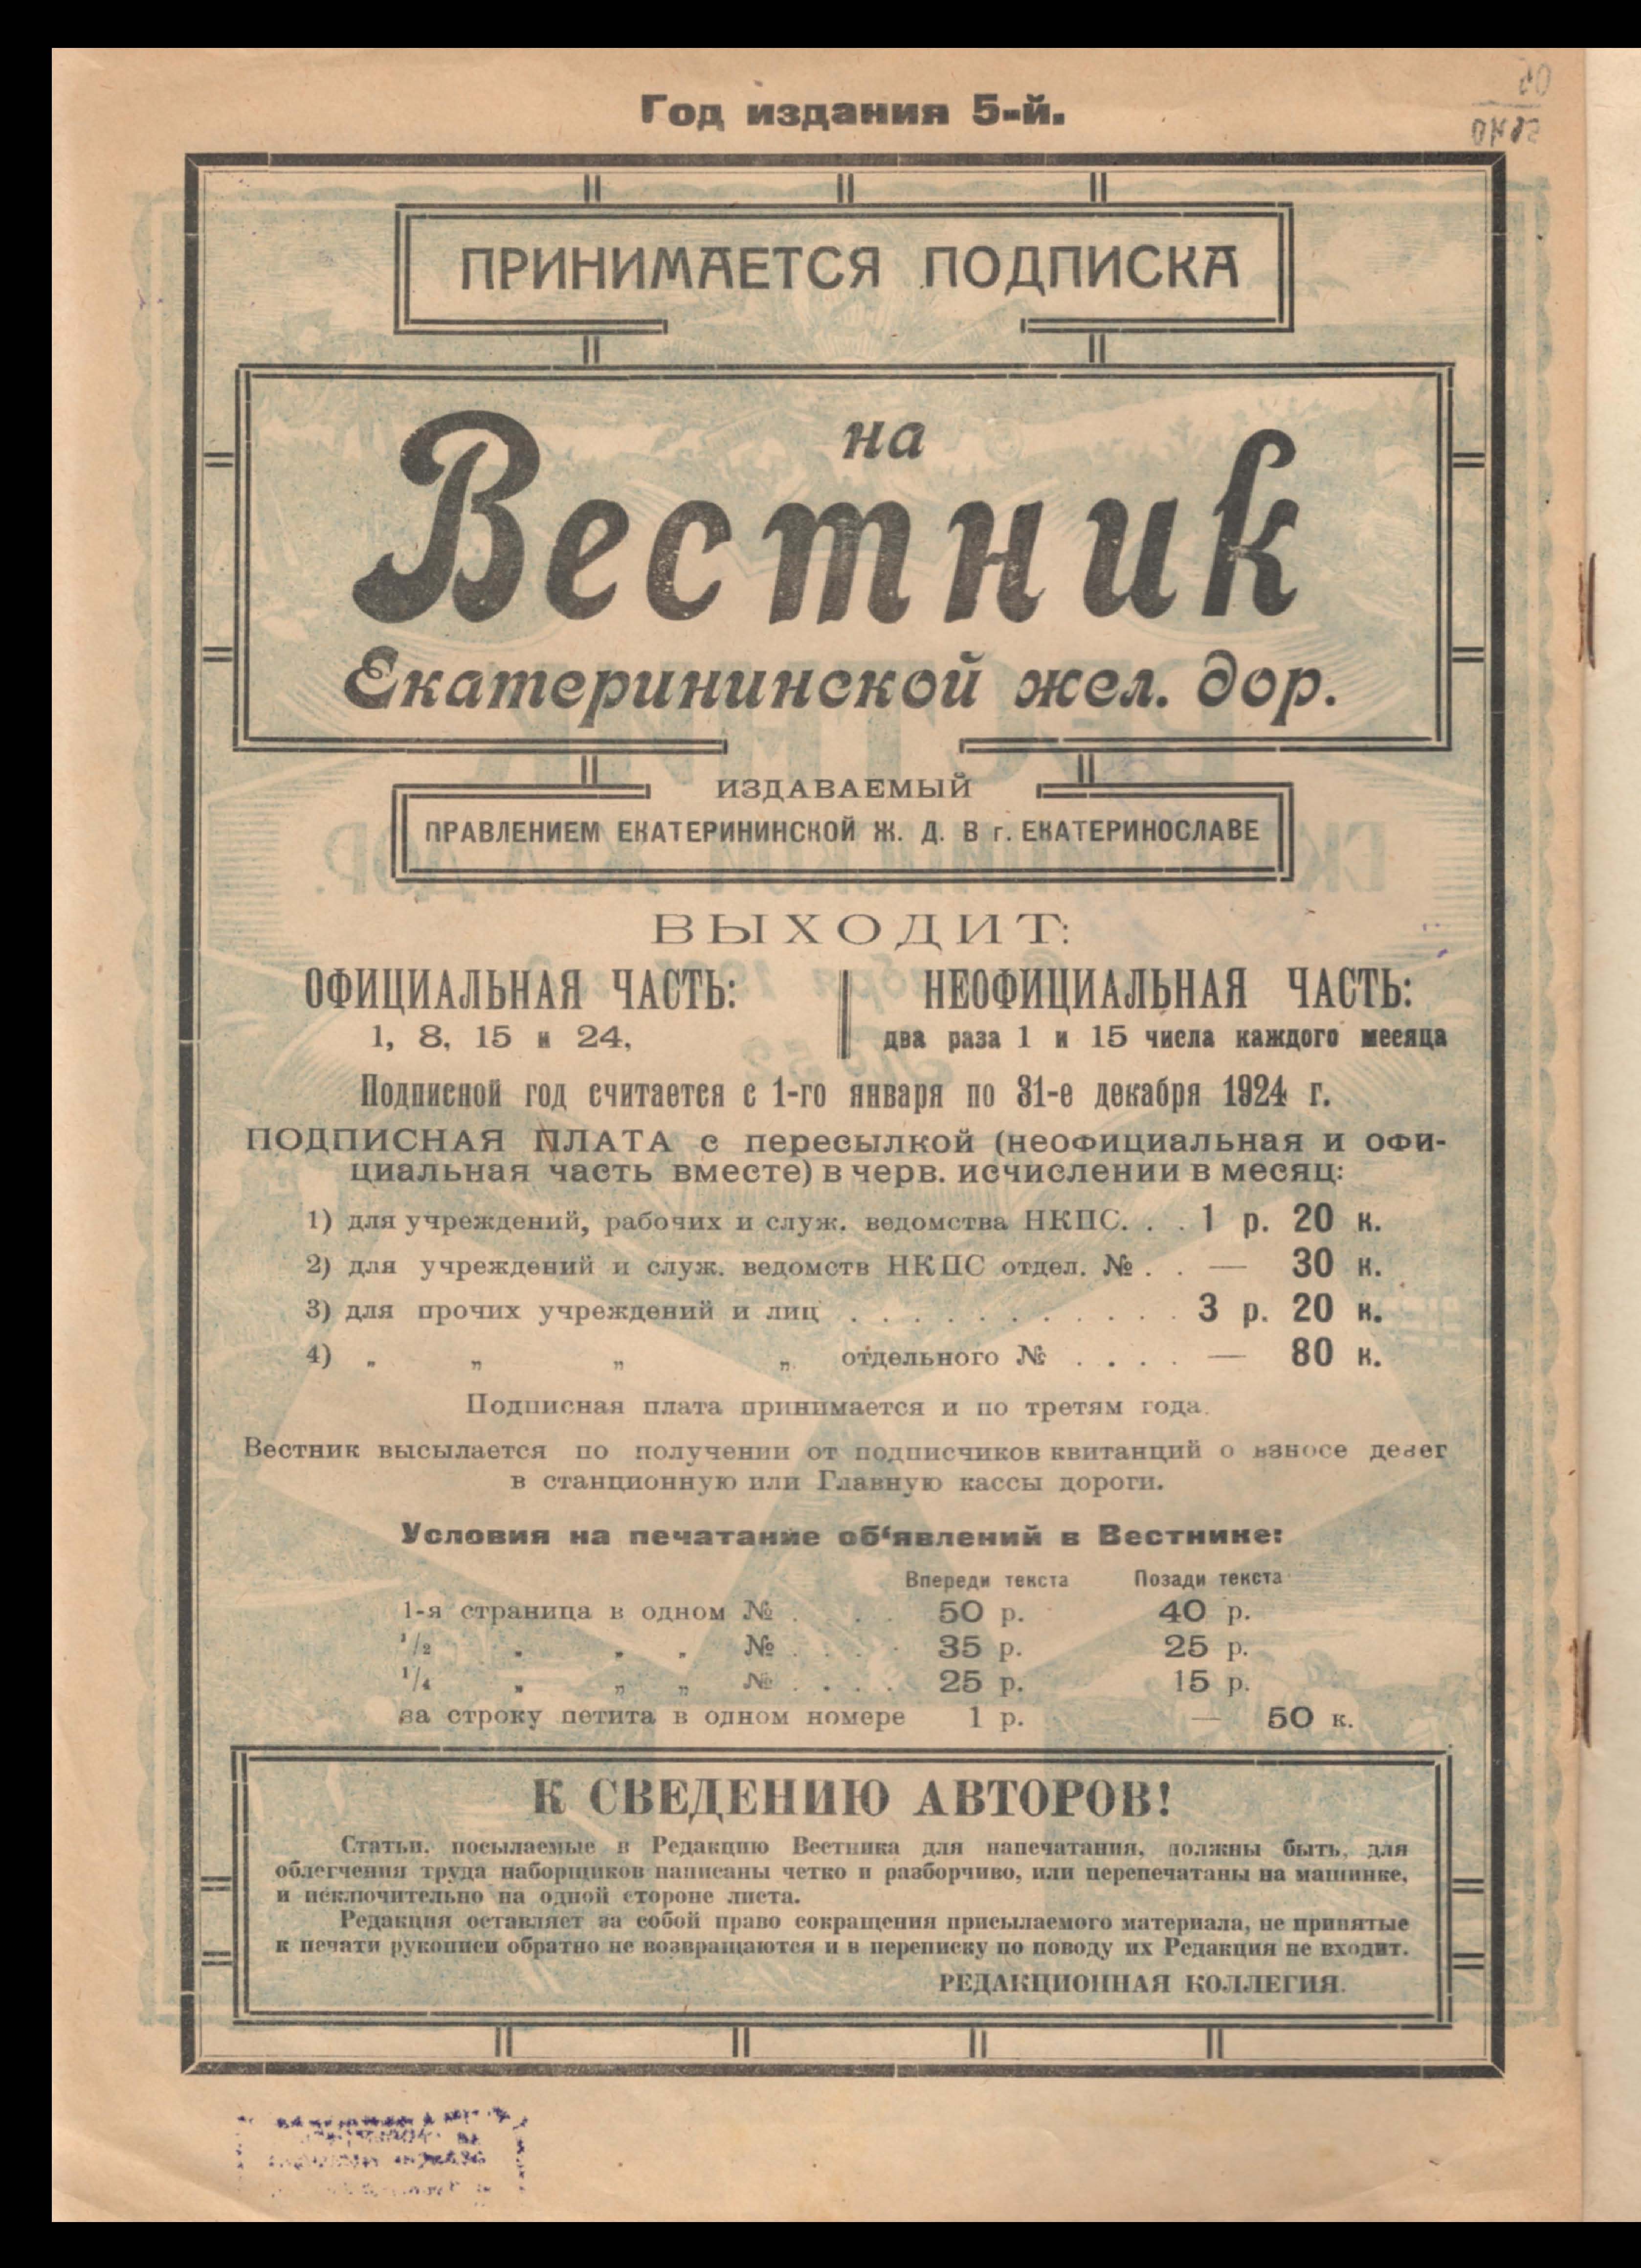 Год издания 5-й.
ПРИНИМАЕТСЯ ПОДПИСКА
на
Вестник
Екатерининской жел. дор.
ИЗДАВАЕМЫЙ
ПРАВЛЕНИЕМ ЕКАТЕРИНИНСКОЙ Ж. Д. В г. ЕКАТЕРИНОСЛАВЕ
ВЫХОДИТ:
ОФИЦИАЛЬНАЯ ЧАСТЬ:
1, 8, 15 и 24,
НЕОФИЦИАЛЬНАЯ ЧАСТЬ:
два раза 1 и 15 числа каждого месяца
Подписной год считается с 1-го января по 31-е декабря 1924 г.
ПОДПИСНАЯ ПЛАТА с пересылкой (неофициальная и офи-
циальная часть вместе) в черв. исчислении в месяц:
1) для учреждений, рабочих и служ. ведомства НКПС. . . 1 р. 20 к.
2) для учреждений и служ. ведомств НКПС отдел. № . . — 30 к.
3) для прочих учреждений и лиц . . . . . . . . . . . . 3 р. 20 к.
4) „ „ „ „ отдельного № . . . . — 80 к.
Подписная плата принимается и по третям года.
Вестник высылается по получении от подписчиков квитанций о взносе денег
в станционную или Главную кассы дороги.
Условия на печатание об‘явлений в Вестнике:
Впереди текста Позади текста
1-я страница в одном № . . . 50 р. 40 р.
1/2 „ „ „ № . . . . 35 р. 25 р.
1/4 „ „ „ № . . . . 25 р. 15 р.
за строку петита в одном номере 1 р. — 50 к.
К СВЕДЕНИЮ АВТОРОВ!
Статьи, посылаемые в Редакцию Вестника для напечатания, должны быть, для
облегчения труда наборщиков написаны четко и разборчиво, или перепечатаны на машинке,
и исключительно на одной стороне листа.
Редакция оставляет за собой право сокращения присылаемого материала, не принятые
к печати рукописи обратно не возвращаются и в переписку по поводу их Редакция не входит.
РЕДАКЦИОННАЯ КОЛЛЕГИЯ.